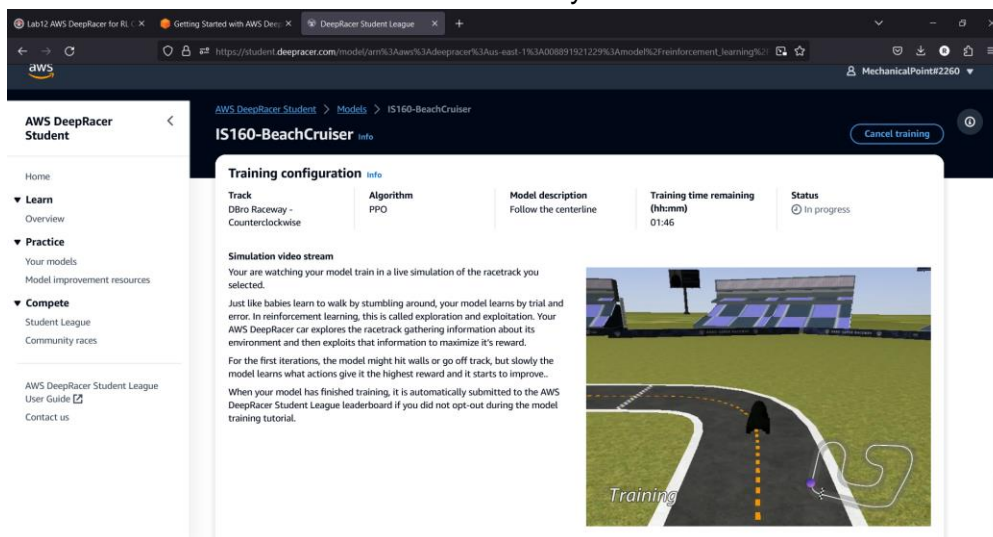 Lab12 AWS DeepRacer for RL C
Getting Started with AWS Deep
DeepRacer Student League
https://student.deepracer.com/model/arn%3Aaws%3Adeepracer%3Aus-east-1%3A008891921229%3Amodel%2Freinforcement_learning%2F
aws
MechanicalPoint#2260
AWS DeepRacer Student > Models > IS160-BeachCruiser
AWS DeepRacer
Student
IS160-BeachCruiser Info
Cancel training
Home
Learn
Overview
Practice
Your models
Model improvement resources
Compete
Student League
Community races
AWS DeepRacer Student League
User Guide
Contact us
Training configuration Info
Track
DBro Raceway -
Counterclockwise
Algorithm
PPO
Model description
Follow the centerline
Training time remaining
(hh:mm)
01:46
Status
In progress
Simulation video stream
Your are watching your model train in a live simulation of the racetrack you
selected.
Just like babies learn to walk by stumbling around, your model learns by trial and
error. In reinforcement learning, this is called exploration and exploitation. Your
AWS DeepRacer car explores the racetrack gathering information about its
environment and then exploits that information to maximize it's reward.
For the first iterations, the model might hit walls or go off track, but slowly the
model learns what actions give it the highest reward and it starts to improve..
When your model has finished training, it is automatically submitted to the AWS
DeepRacer Student League leaderboard if you did not opt-out during the model
training tutorial.
Training